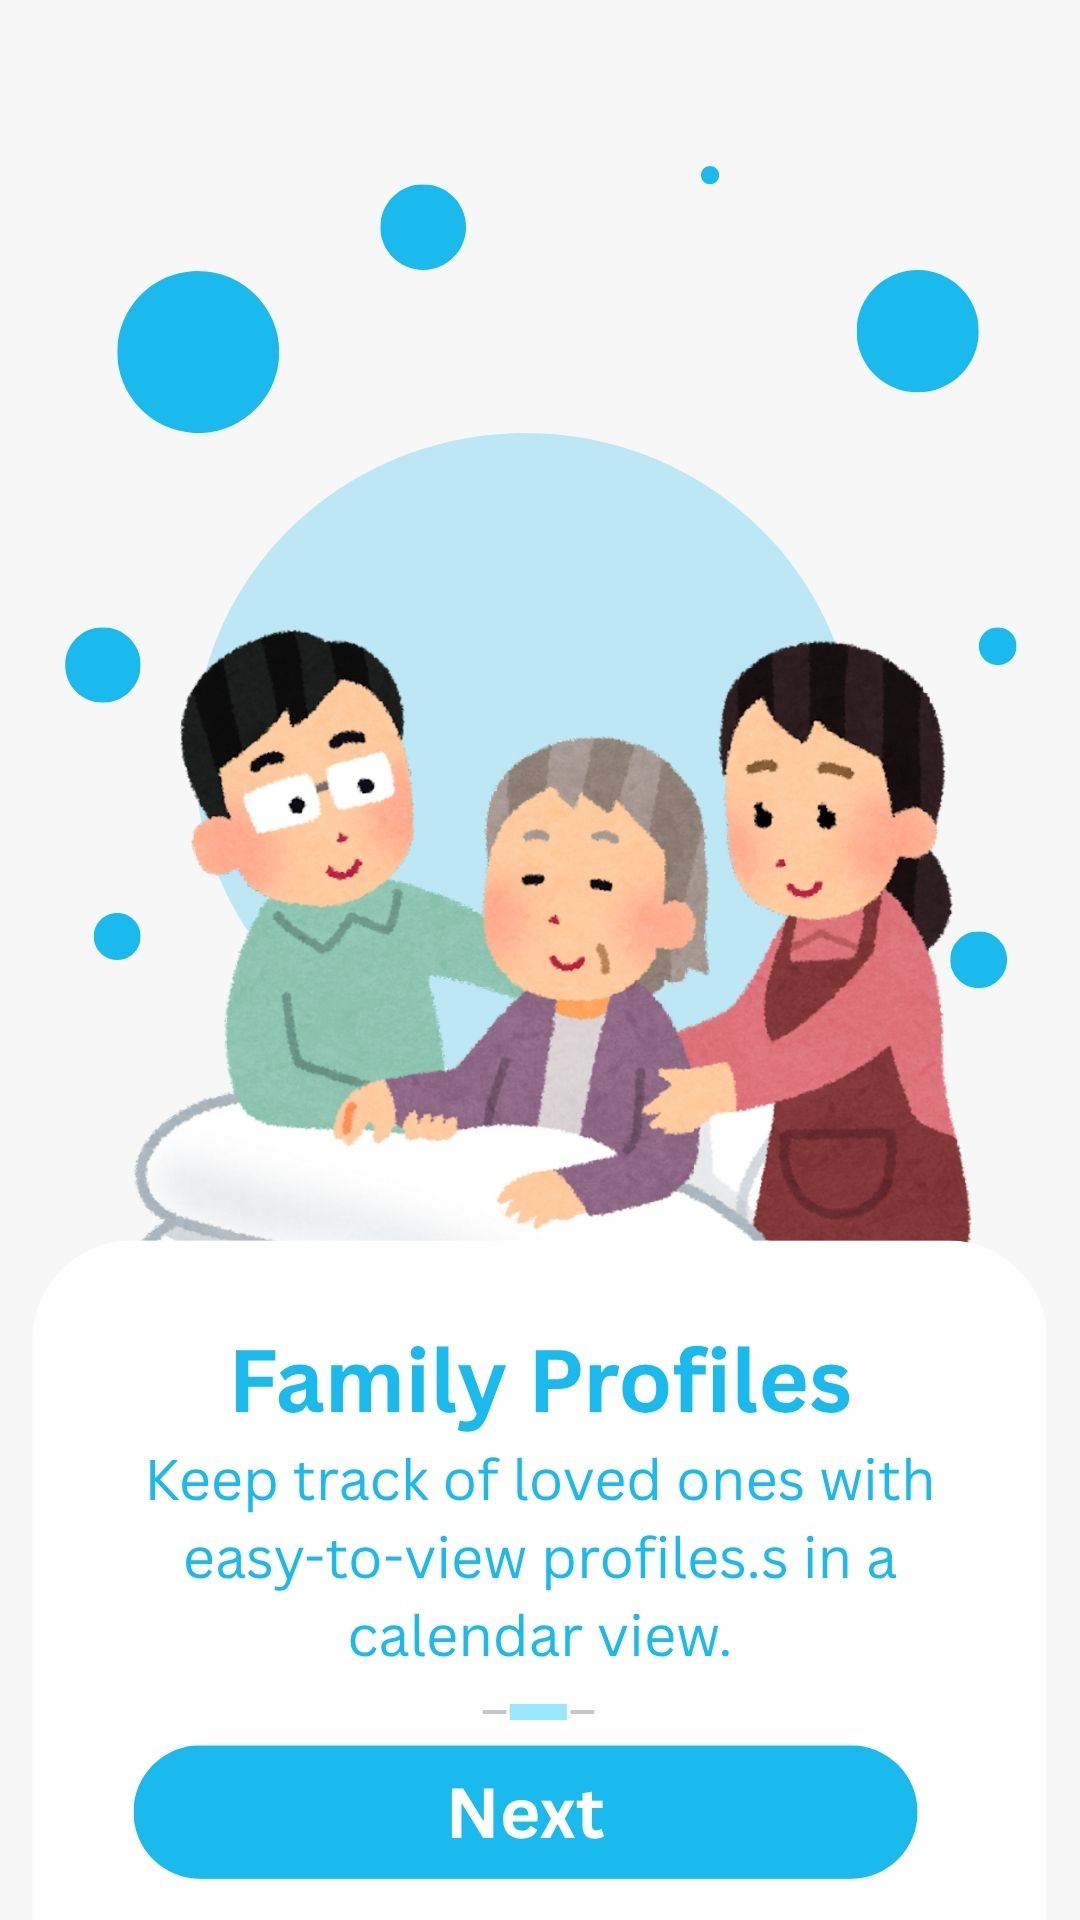 Family Profiles
Keep track of loved ones with
easy-to-view profiles.s in a
calendar view.
Next